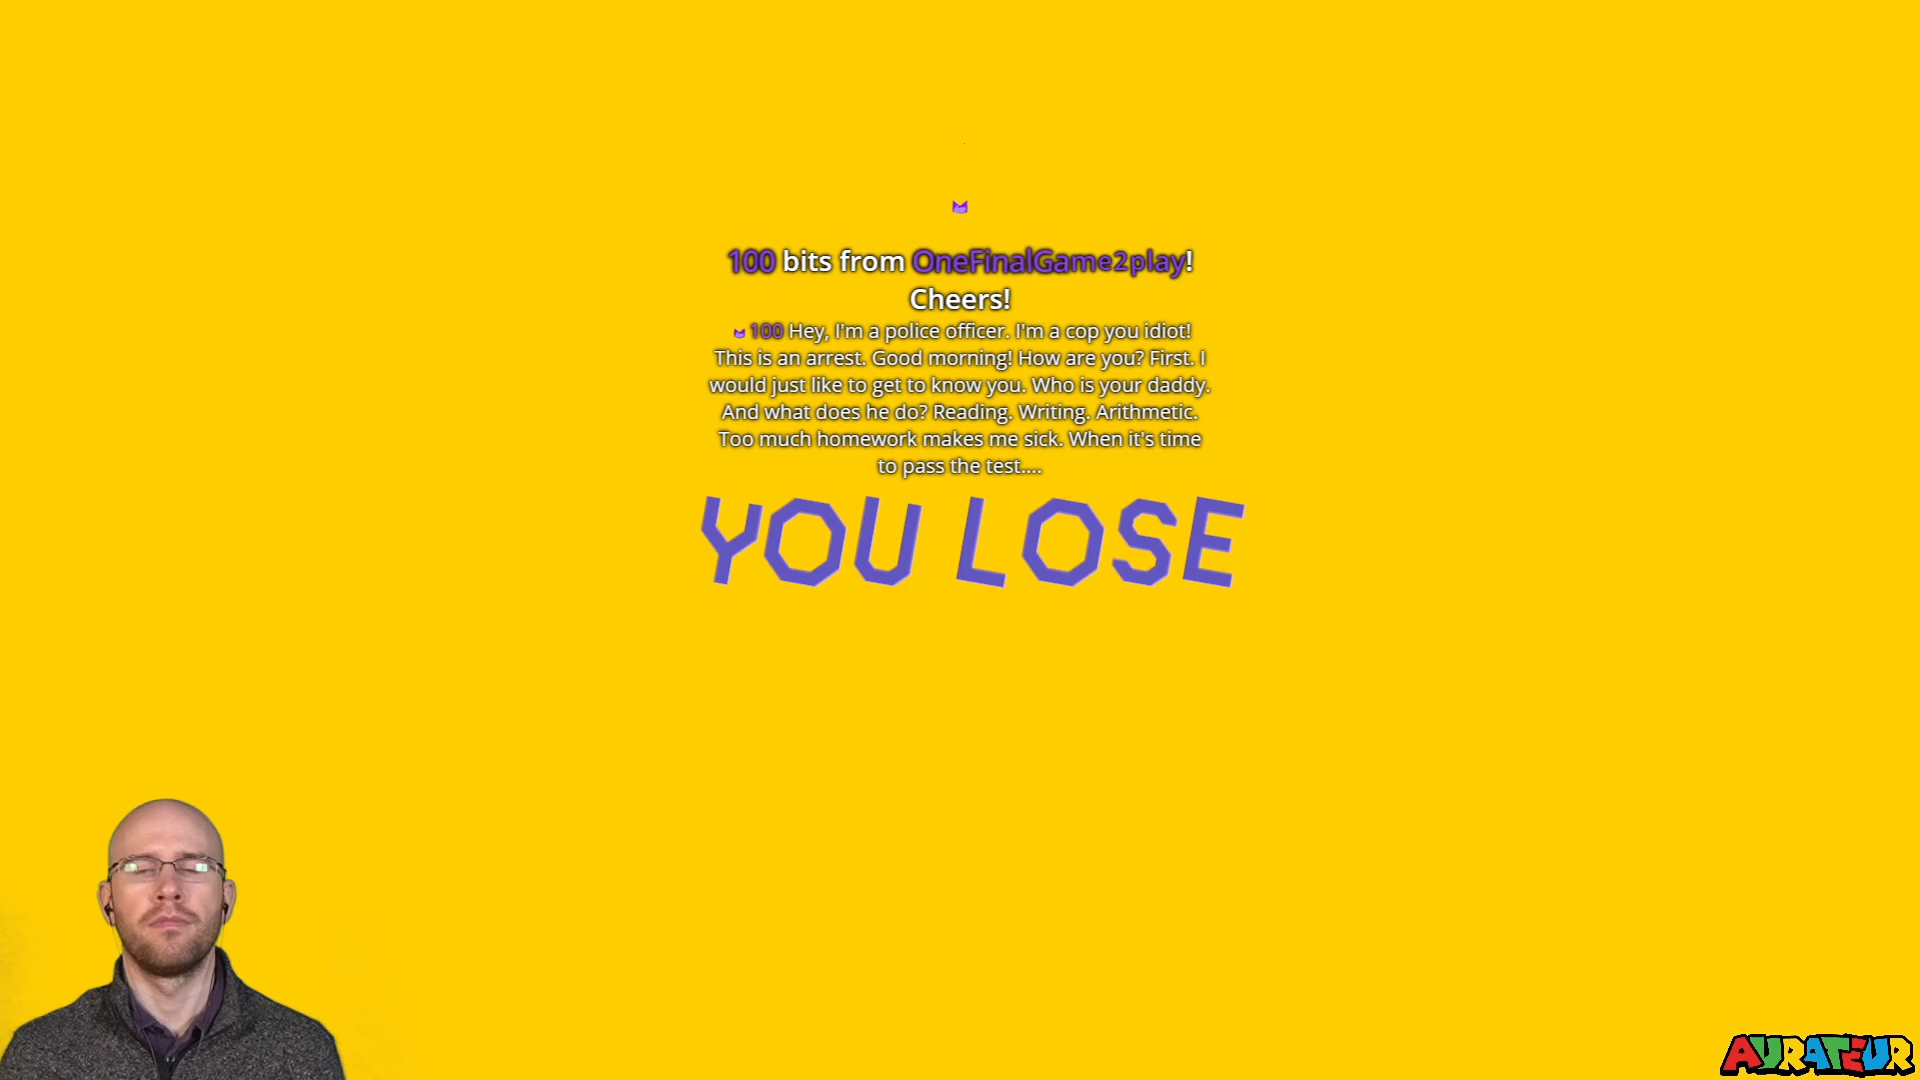 100 bits from OneFinalGame2play!
Cheers!
100 Hey, I'm a police officer. I'm a cop you idiot!
This is an arrest. Good morning! How are you? First. I
would just like to get to know you. Who is your daddy.
And what does he do? Reading. Writing. Arithmetic.
Too much homework makes me sick. When it's time
to pass the test....
YOU LOSE
AURATEUR